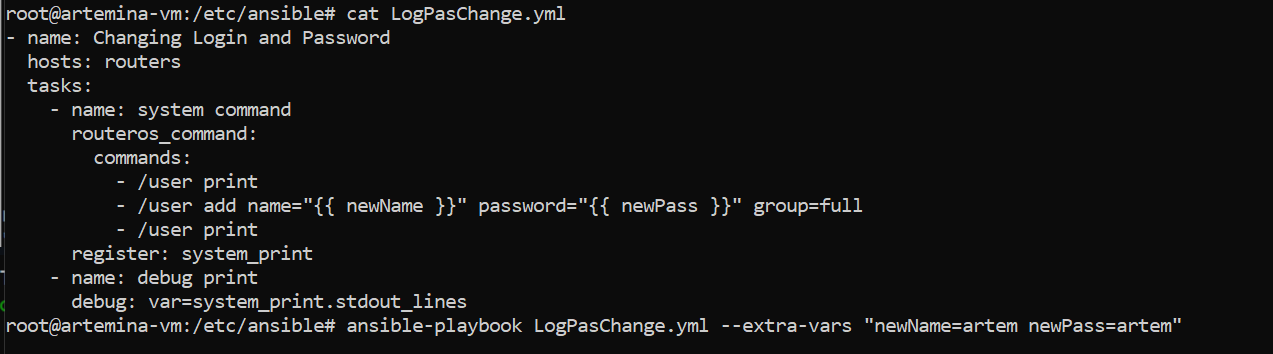 root@artemina-vm:/etc/ansible# cat LogPasChange.yml
- name: Changing Login and Password
  hosts: routers
  tasks:
    - name: system command
      routeros_command:
        commands:
          - /user print
          - /user add name="{{ newName }}" password="{{ newPass }}" group=full
          - /user print
      register: system_print
    - name: debug print
      debug: var=system_print.stdout_lines
root@artemina-vm:/etc/ansible# ansible-playbook LogPasChange.yml --extra-vars "newName=artem newPass=artem"